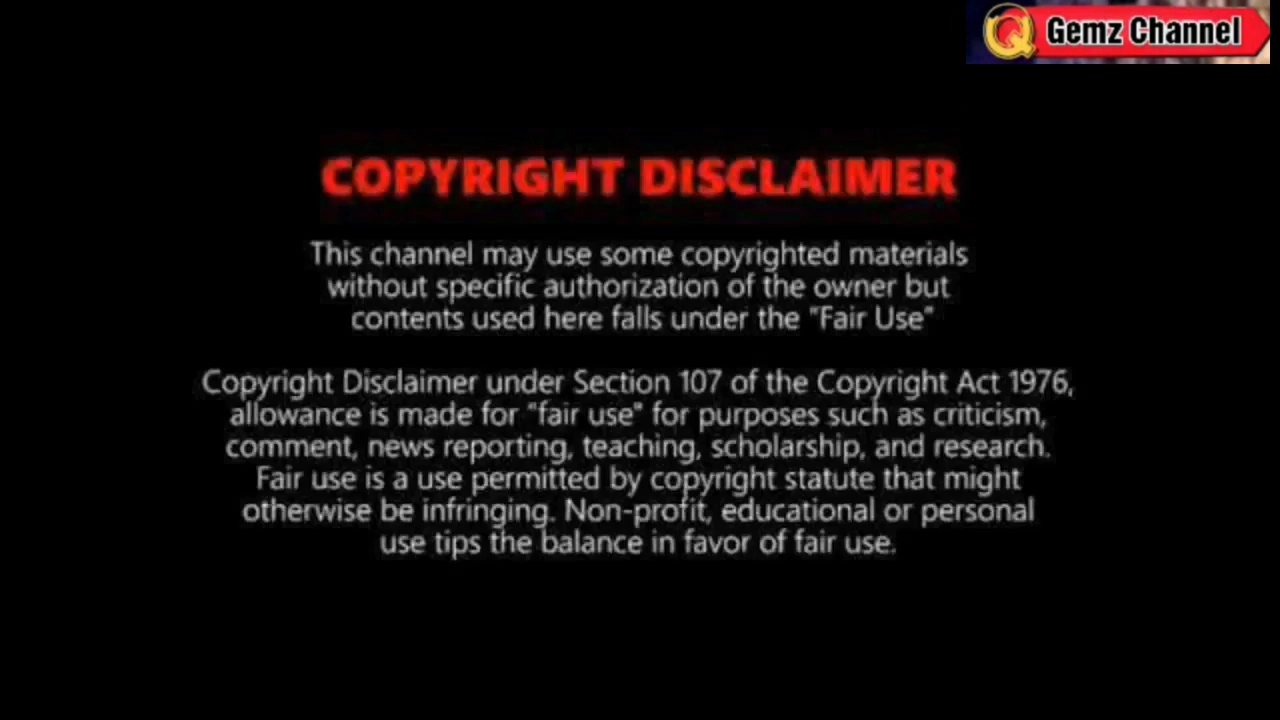 Gemz Channel
COPYRIGHT DISCLAIMER
This channel may use some copyrighted materials
without specific authorization of the owner but
contents used here falls under the "Fair Use"
Copyright Disclaimer under Section 107 of the Copyright Act 1976,
allowance is made for "fair use" for purposes such as criticism,
comment, news reporting, teaching, scholarship, and research.
Fair use is a use permitted by copyright statute that might
otherwise be infringing. Non-profit, educational or personal
use tips the balance in favor of fair use.